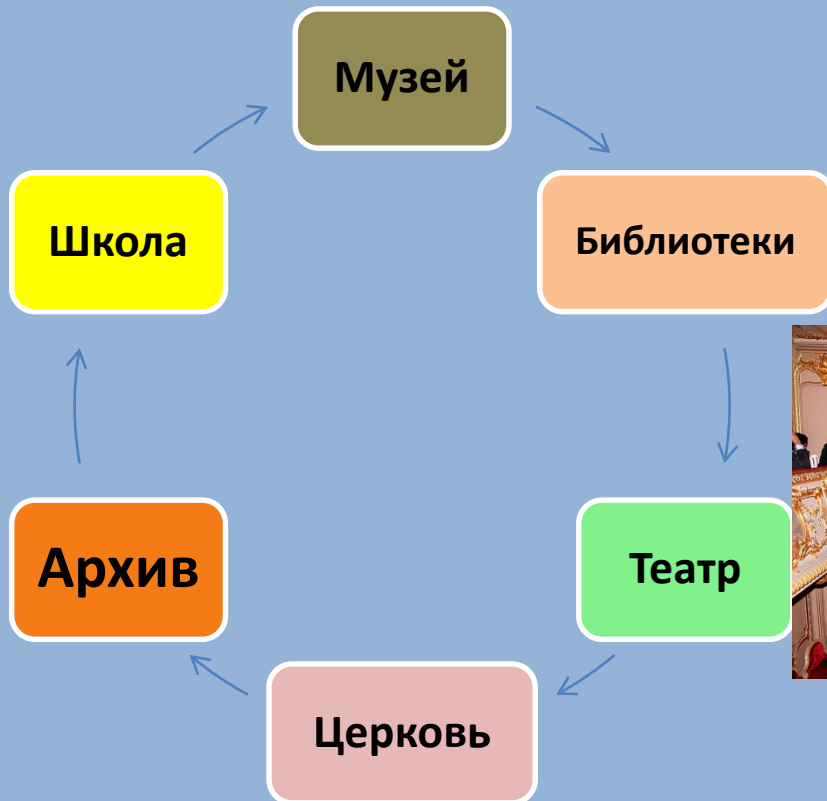 Музей
Библиотеки
Театр
Церковь
Архив
Школа